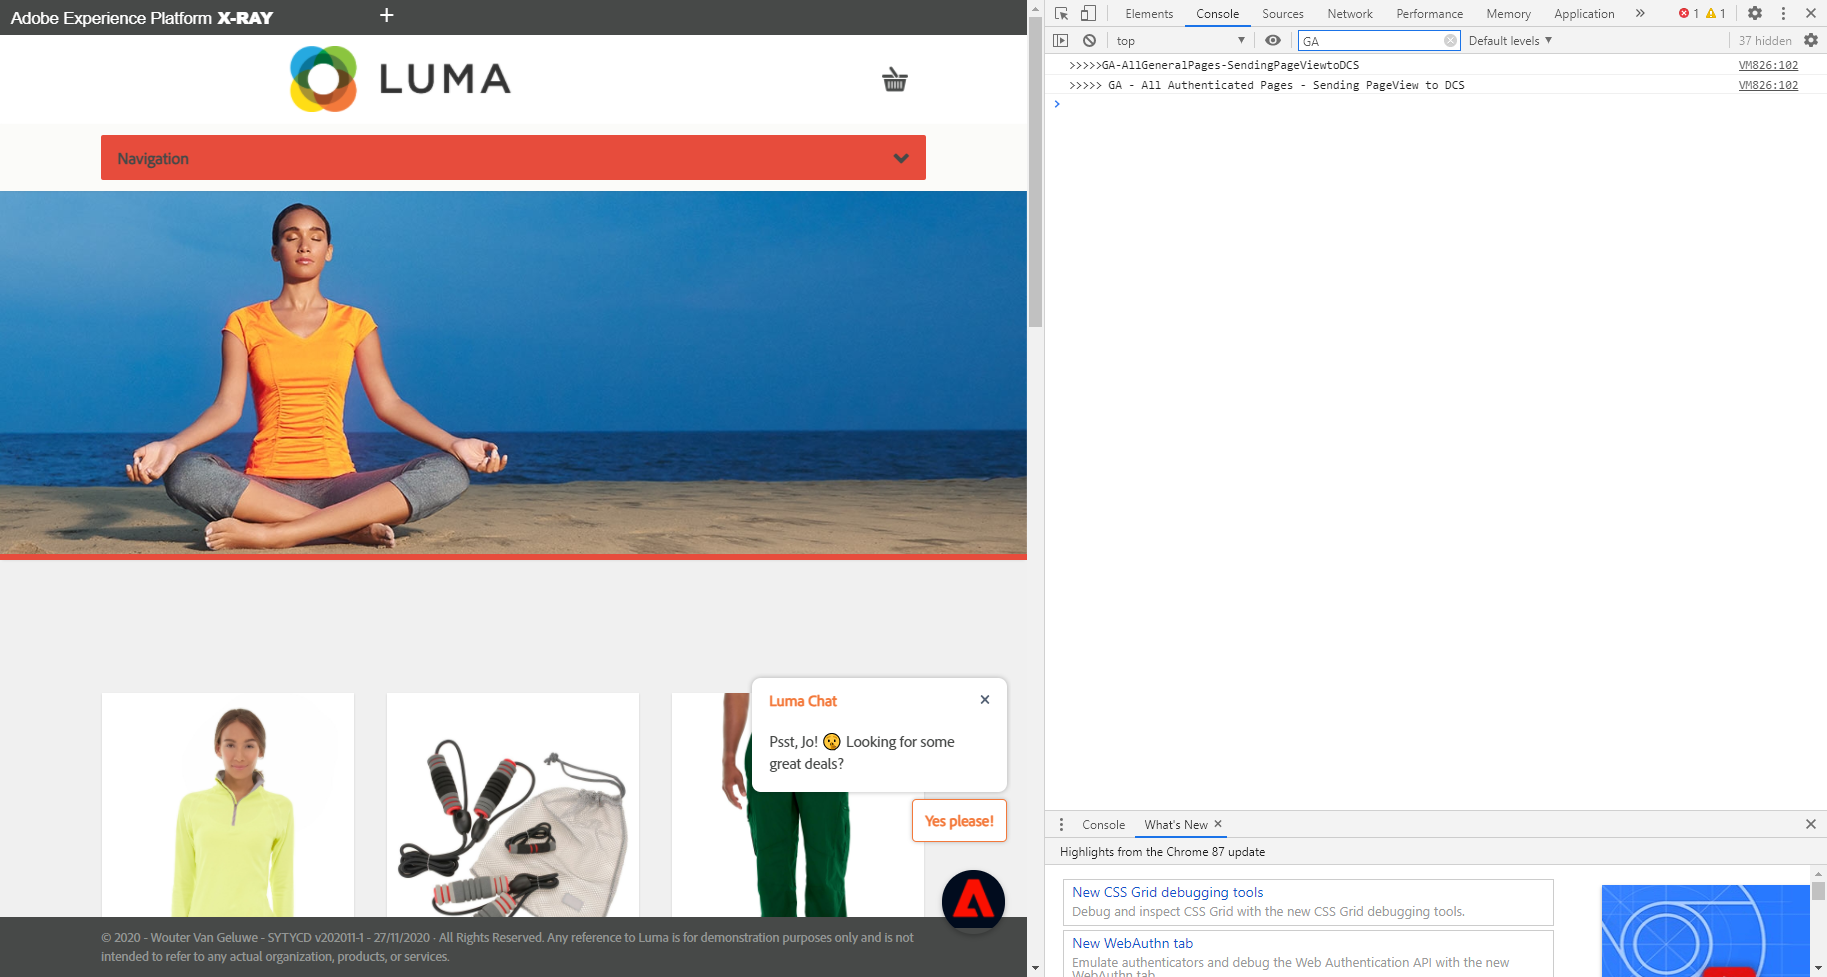 Adobe Experience Platform X-RAY
LUMA
Navigation
Luma Chat
Psst, Jo! 😗 Looking for some
great deals?
Yes please!
© 2020 - Wouter Van Geluwe - SYTYCD v202011-1 - 27/11/2020 · All Rights Reserved. Any reference to Luma is for demonstration purposes only and is not
intended to refer to any actual organization, products, or services.
Elements Console Sources Network Performance Memory Application 1 1
top GA Default levels 37 hidden
>>>>>GA-AllGeneralPages-SendingPageViewtoDCS VM826:102
>>>>> GA - All Authenticated Pages - Sending PageView to DCS VM826:102
Console What's New
Highlights from the Chrome 87 update
New CSS Grid debugging tools
Debug and inspect CSS Grid with the new CSS Grid debugging tools.
New WebAuthn tab
Emulate authenticators and debug the Web Authentication API with the new
WebAuthn tab